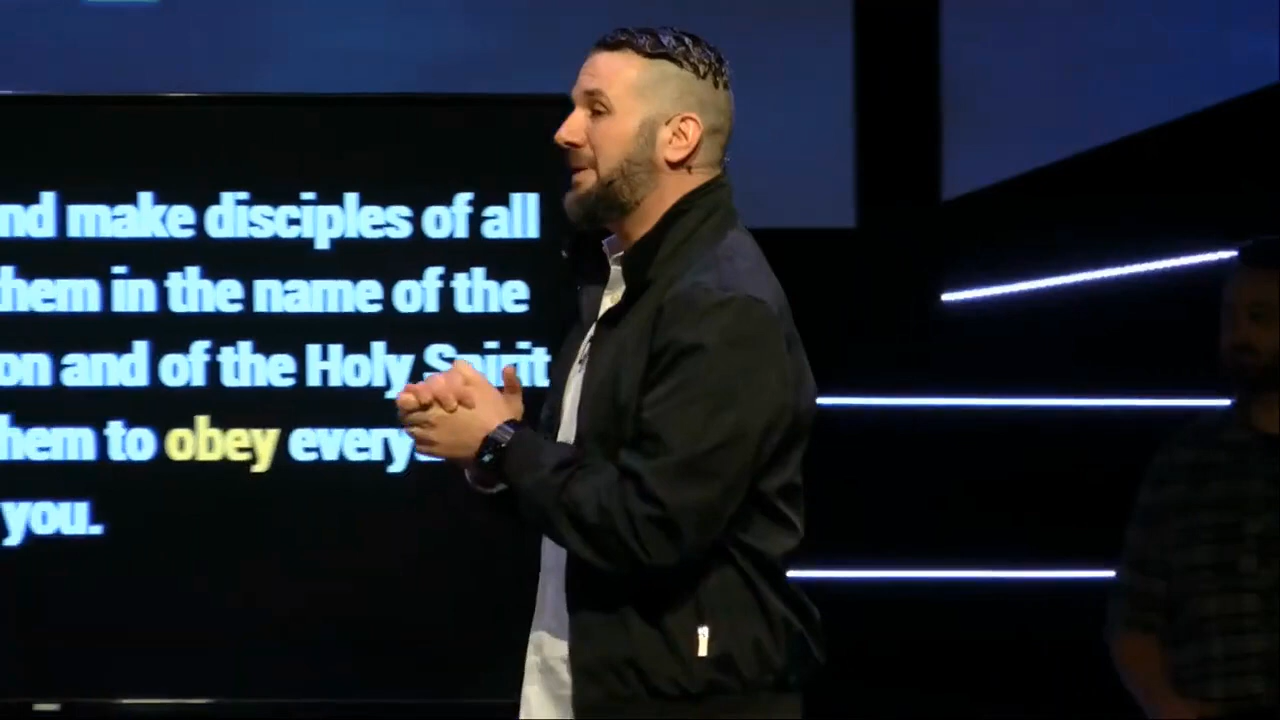 nd make disciples of all
hem in the name of the
on and of the Holy Spirit
hem to obey every
you.